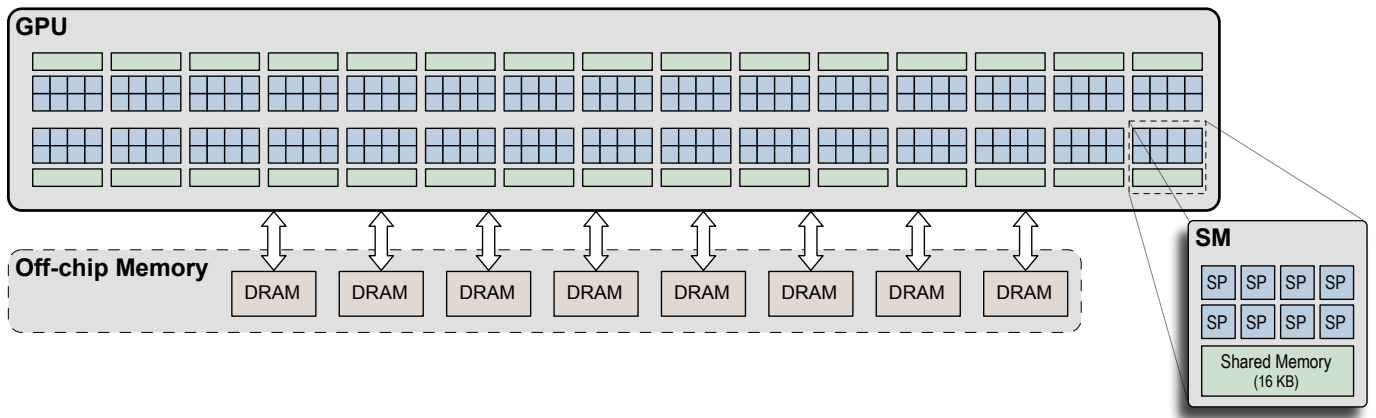 GPU
Off-chip Memory
DRAM DRAM DRAM DRAM DRAM DRAM DRAM DRAM
SM
SP SP SP SP
SP SP SP SP
Shared Memory
(16 KB)